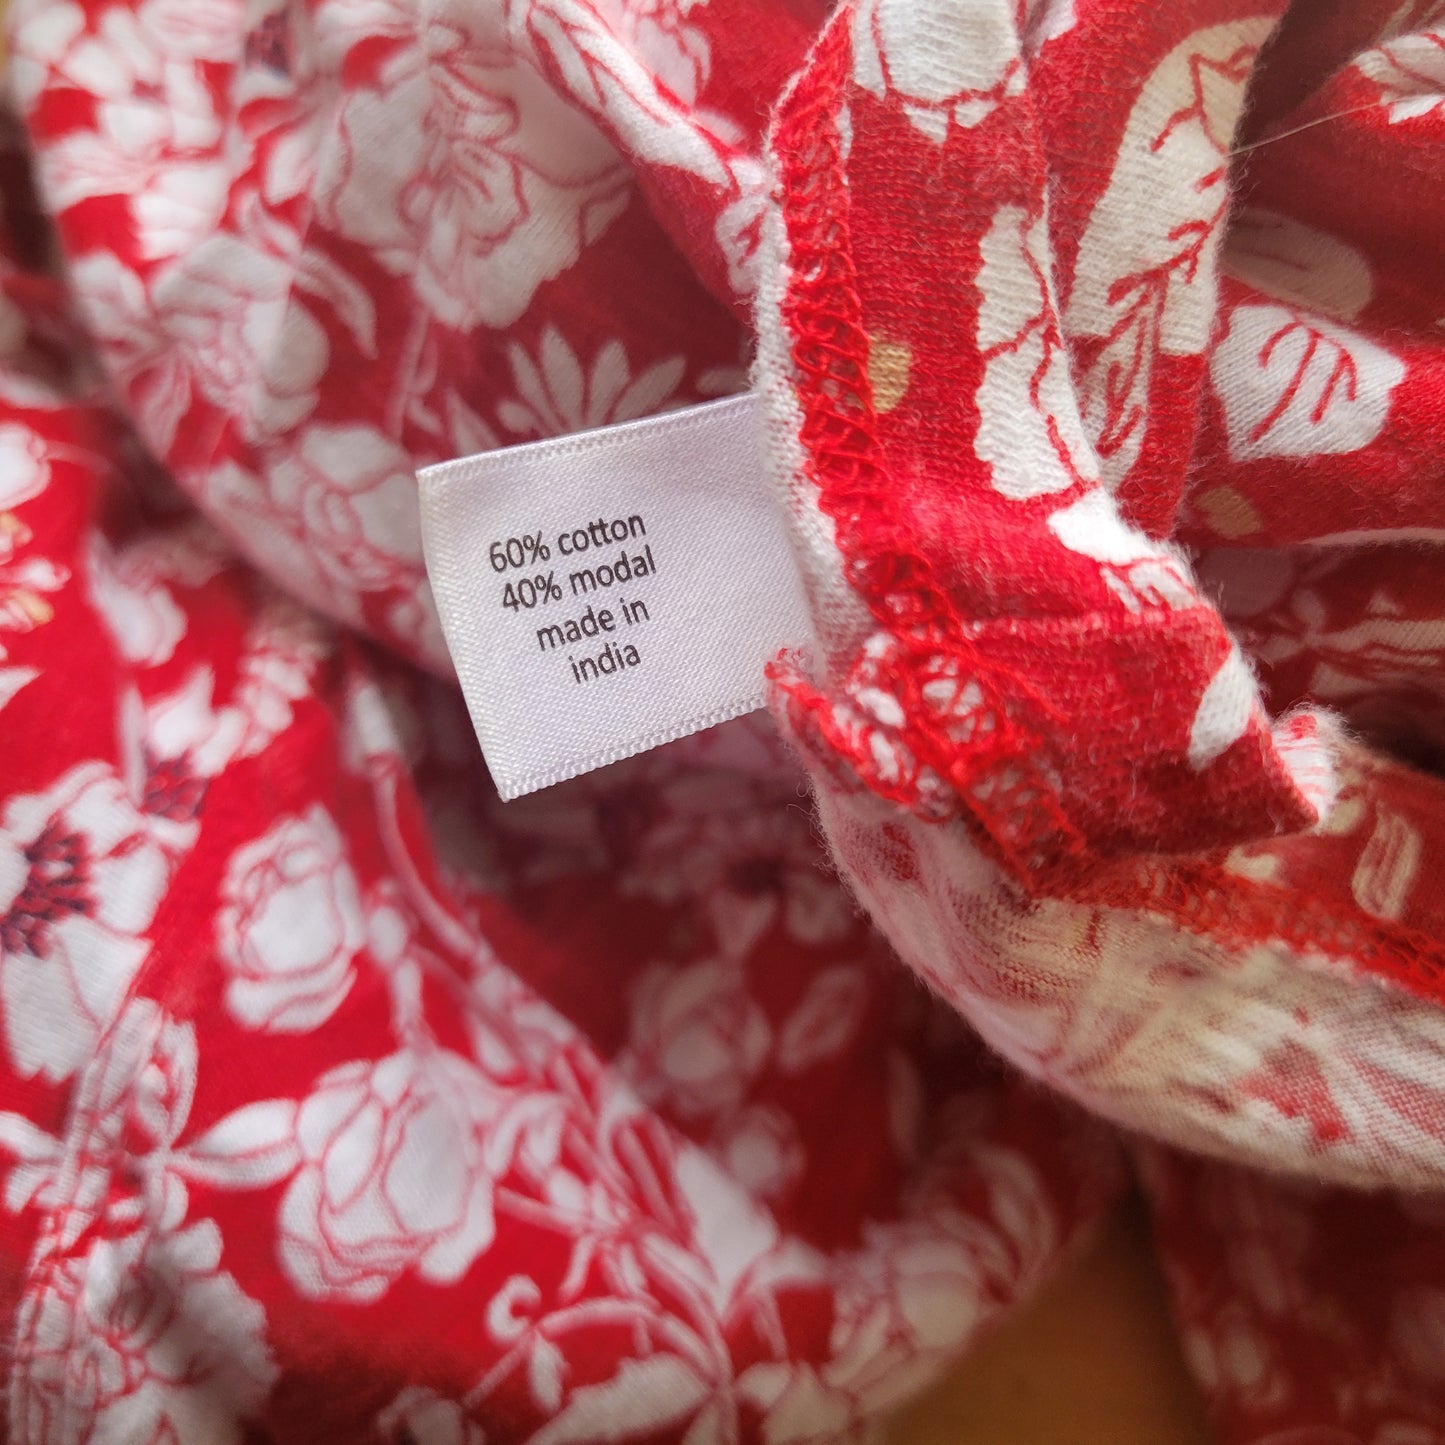 60% cotton
40% modal
made in
india